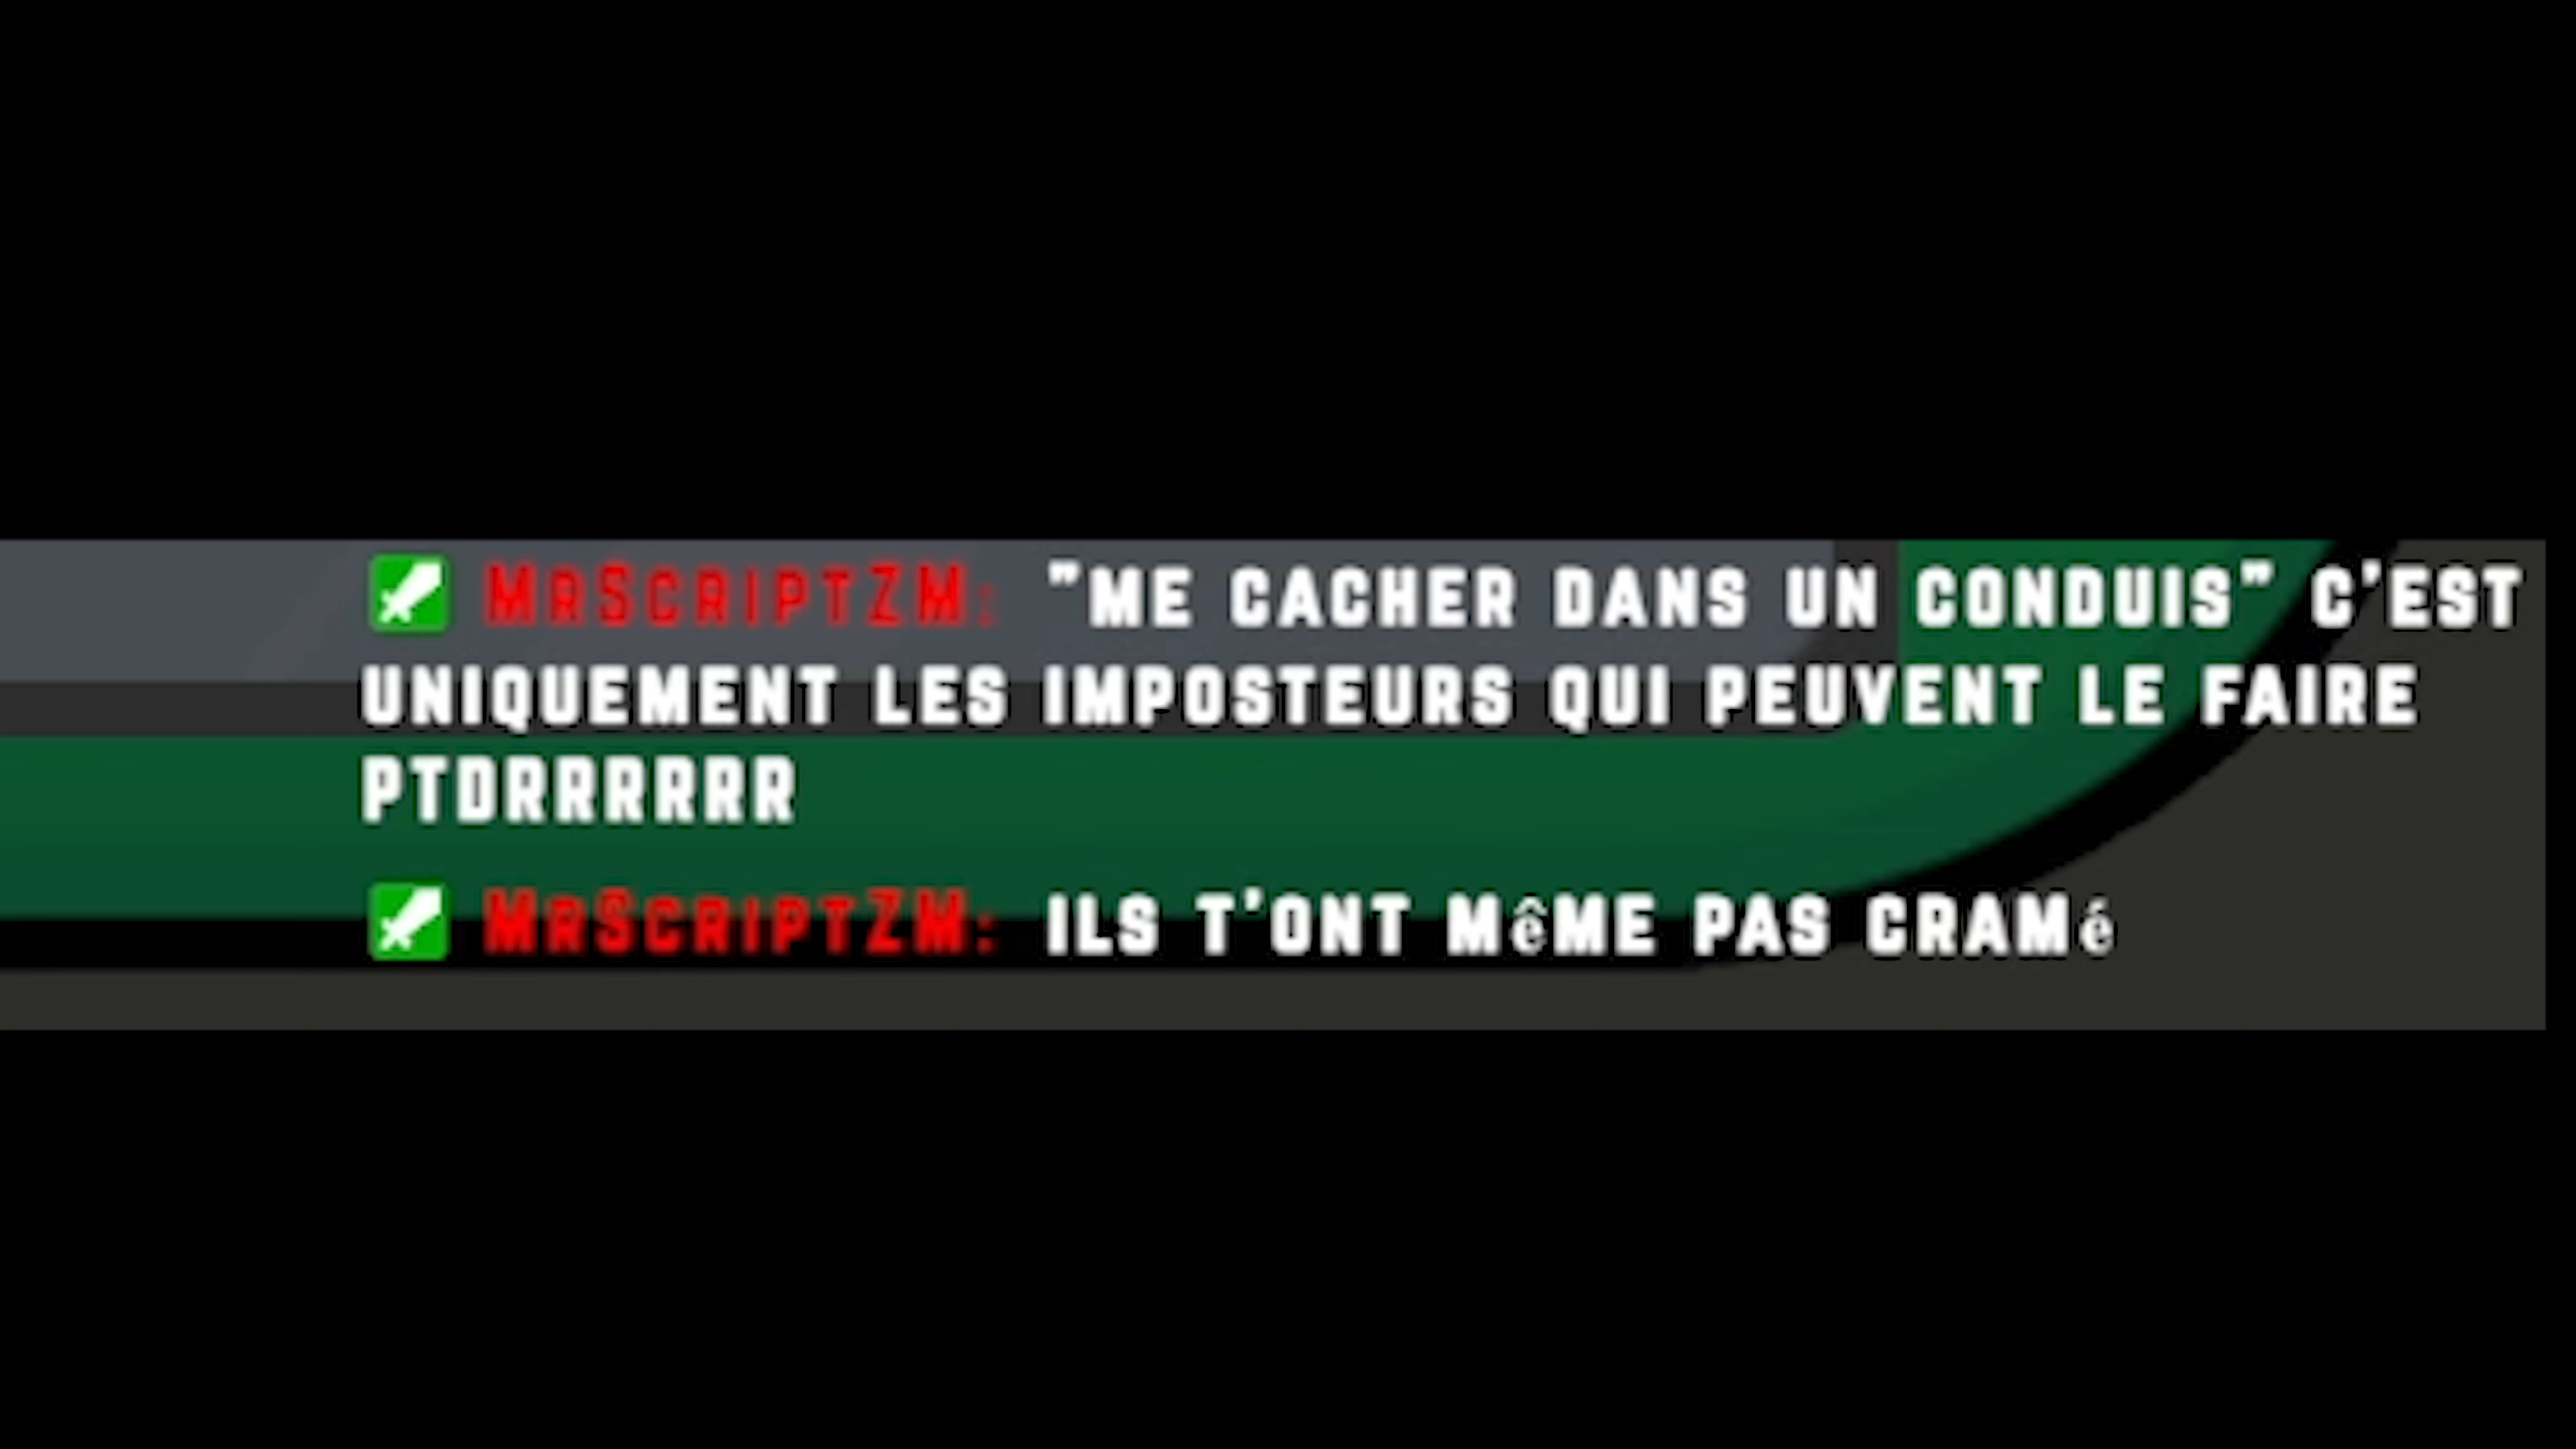 MrScriptZM: "ME CACHER DANS UN CONDUIS" C'EST
UNIQUEMENT LES IMPOSTEURS QUI PEUVENT LE FAIRE
PTDRRRRRR
MrScriptZM: ILS T'ONT MêME PAS CRAMé